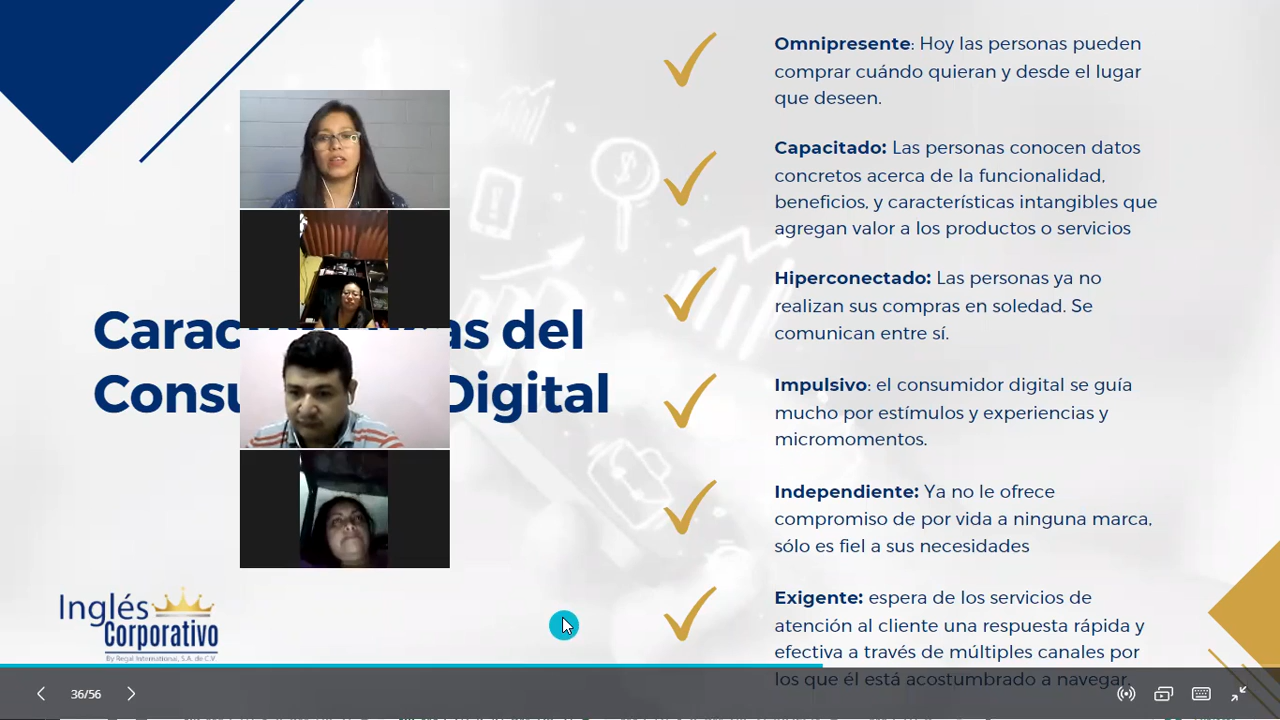 Omnipresente: Hoy las personas pueden
comprar cuándo quieran y desde el lugar
que deseen.
Capacitado: Las personas conocen datos
concretos acerca de la funcionalidad,
beneficios, y características intangibles que
agregan valor a los productos o servicios
Hiperconectado: Las personas ya no
realizan sus compras en soledad. Se
comunican entre sí.
Impulsivo: el consumidor digital se guía
mucho por estímulos y experiencias y
micromomentos.
Independiente: Ya no le ofrece
compromiso de por vida a ninguna marca,
sólo es fiel a sus necesidades
Exigente: espera de los servicios de
atención al cliente una respuesta rápida y
efectiva a través de múltiples canales por
los que él está acostumbrado a navegar.
as del
Digital
Inglés
Corporativo
By Regal International, S.A. de C.V.
36/56